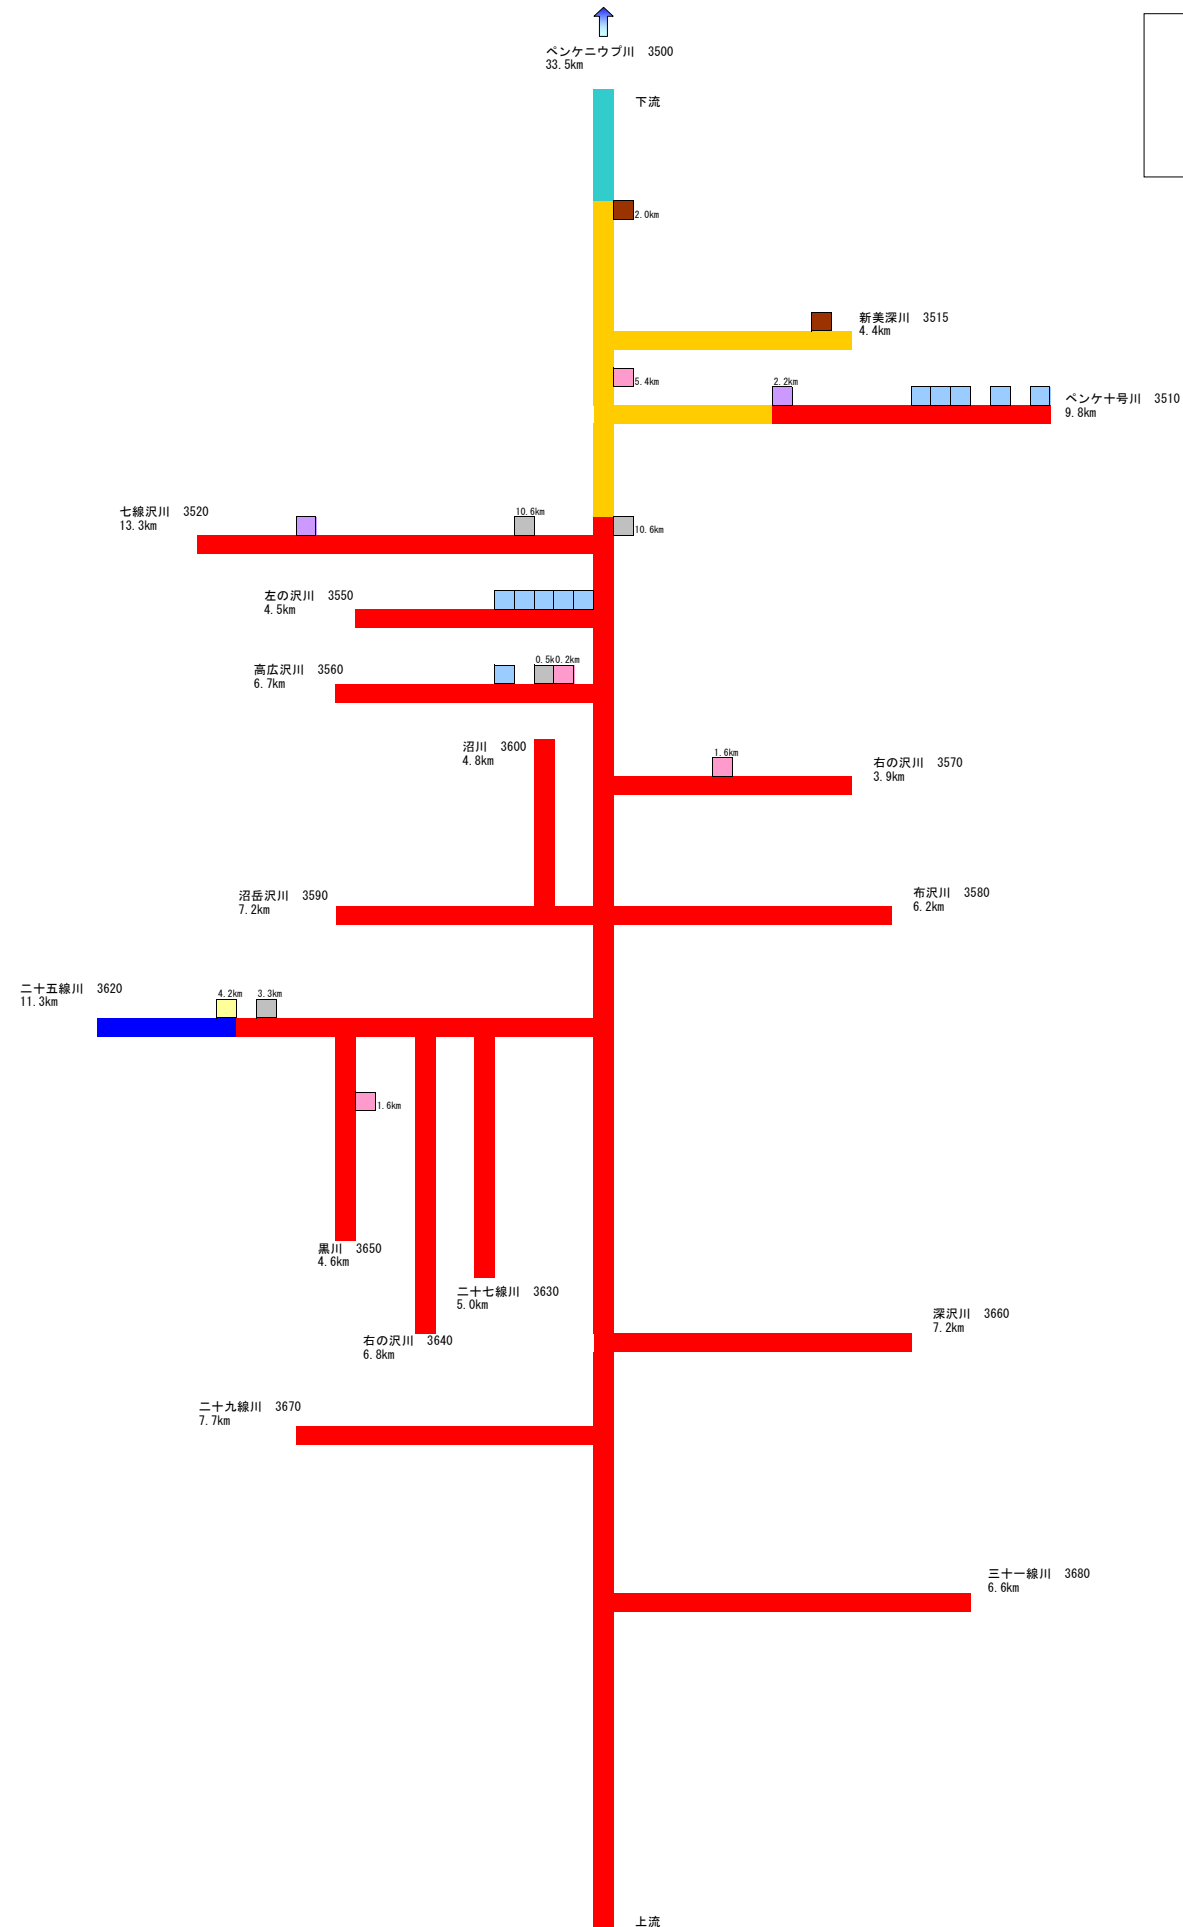 ペンケニウプ川　3500
33.5km
下流
2.0km
新美深川　3515
4.4km
5.4km
2.2km
ペンケ十号川　3510
9.8km
七線沢川　3520
13.3km
10.6km
10.6km
左の沢川　3550
4.5km
高広沢川　3560
6.7km
0.5k
0.2km
沼川　3600
4.8km
1.6km
右の沢川　3570
3.9km
沼岳沢川　3590
7.2km
布沢川　3580
6.2km
二十五線川　3620
11.3km
4.2km
3.3km
1.6km
黒川　3650
4.6km
二十七線川　3630
5.0km
右の沢川　3640
6.8km
深沢川　3660
7.2km
二十九線川　3670
7.7km
三十一線川　3680
6.6km
上流